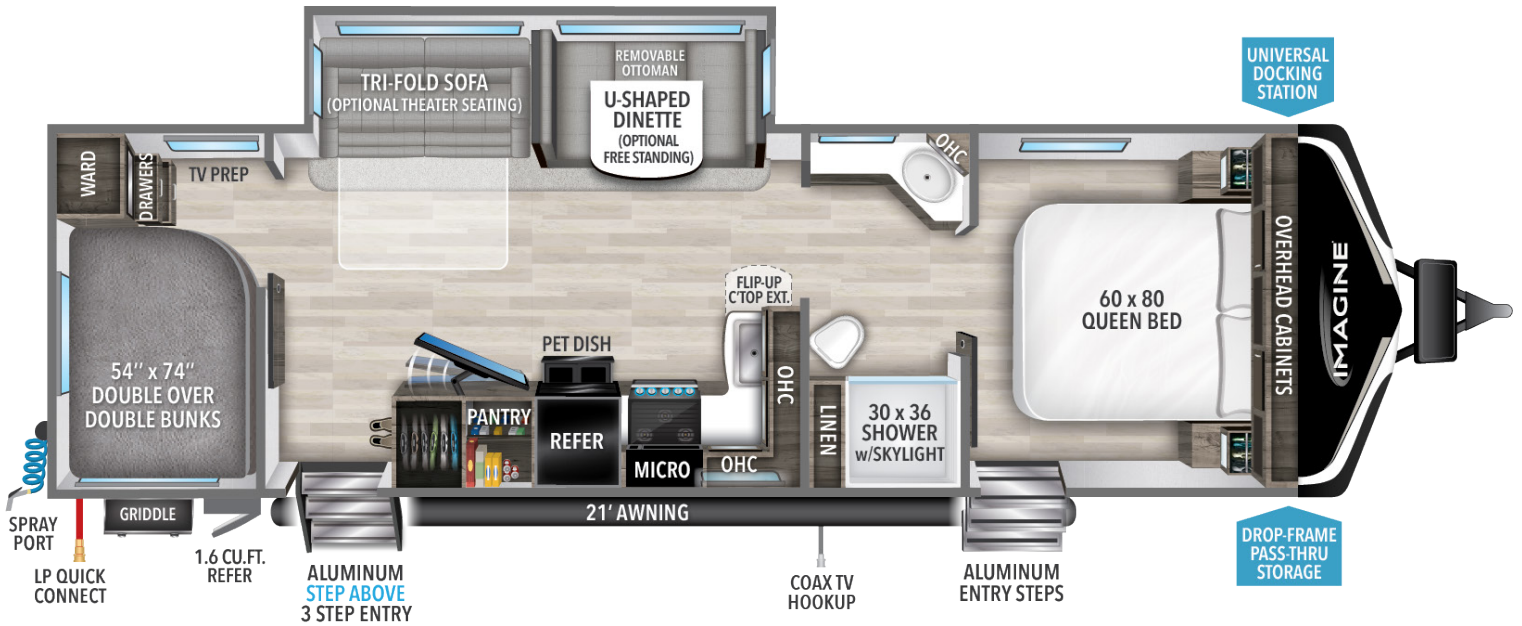 UNIVERSAL
DOCKING
STATION
TRI-FOLD SOFA
(OPTIONAL THEATER SEATING)
REMOVABLE
OTTOMAN
U-SHAPED
DINETTE
(OPTIONAL
FREE STANDING)
WARD
DRAWERS
TV PREP
OHC
OVERHEAD CABINETS
IMAGINE
60 x 80
QUEEN BED
FLIP-UP
C'TOP EXT.
PET DISH
54" x 74"
DOUBLE OVER
DOUBLE BUNKS
PANTRY
REFER
MICRO
OHC
OHC
LINEN
30 x 36
SHOWER
w/SKYLIGHT
GRIDDLE
21' AWNING
SPRAY
PORT
LP QUICK
CONNECT
1.6 CU.FT.
REFER
ALUMINUM
STEP ABOVE
3 STEP ENTRY
COAX TV
HOOKUP
ALUMINUM
ENTRY STEPS
DROP-FRAME
PASS-THRU
STORAGE